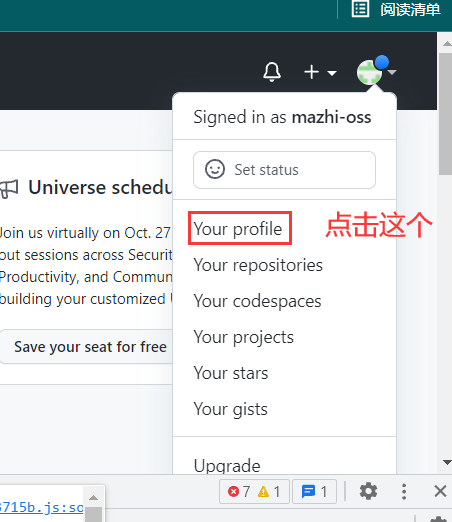 阅读清单
Signed in as mazhi-oss
Set status
Universe schedu
Join us virtually on Oct. 27
out sessions across Securit
Productivity, and Commun
building your customized U
Save your seat for free
Your profile
点击这个
Your repositories
Your codespaces
Your projects
Your stars
Your gists
Upgrade
7 1 1
3715b.js:so